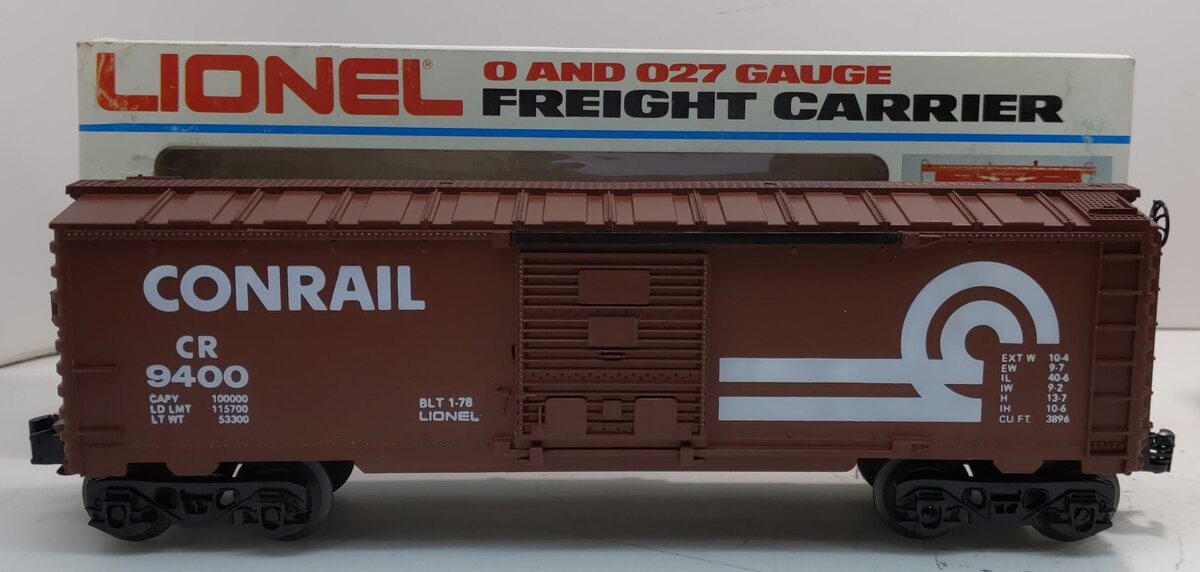 LIONEL®
O AND O27 GAUGE
FREIGHT CARRIER
CONRAIL
CR
9400
CAPY 100000
LD LMT 115700
LT WT 53300
BLT 1-78
LIONEL
EXT W 10-4
EW 9-7
IL 40-6
IW 9-2
H 13-7
IH 10-6
CU FT. 3896